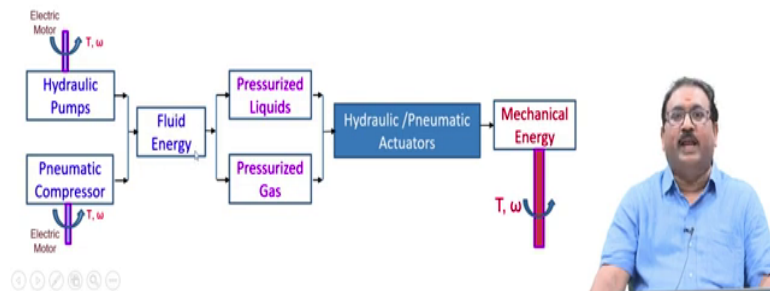 Electric
Motor
T, ω
Hydraulic
Pumps
Pneumatic
Compressor
T, ω
Electric
Motor
Fluid
Energy
Pressurized
Liquids
Pressurized
Gas
Hydraulic /Pneumatic
Actuators
Mechanical
Energy
T, ω